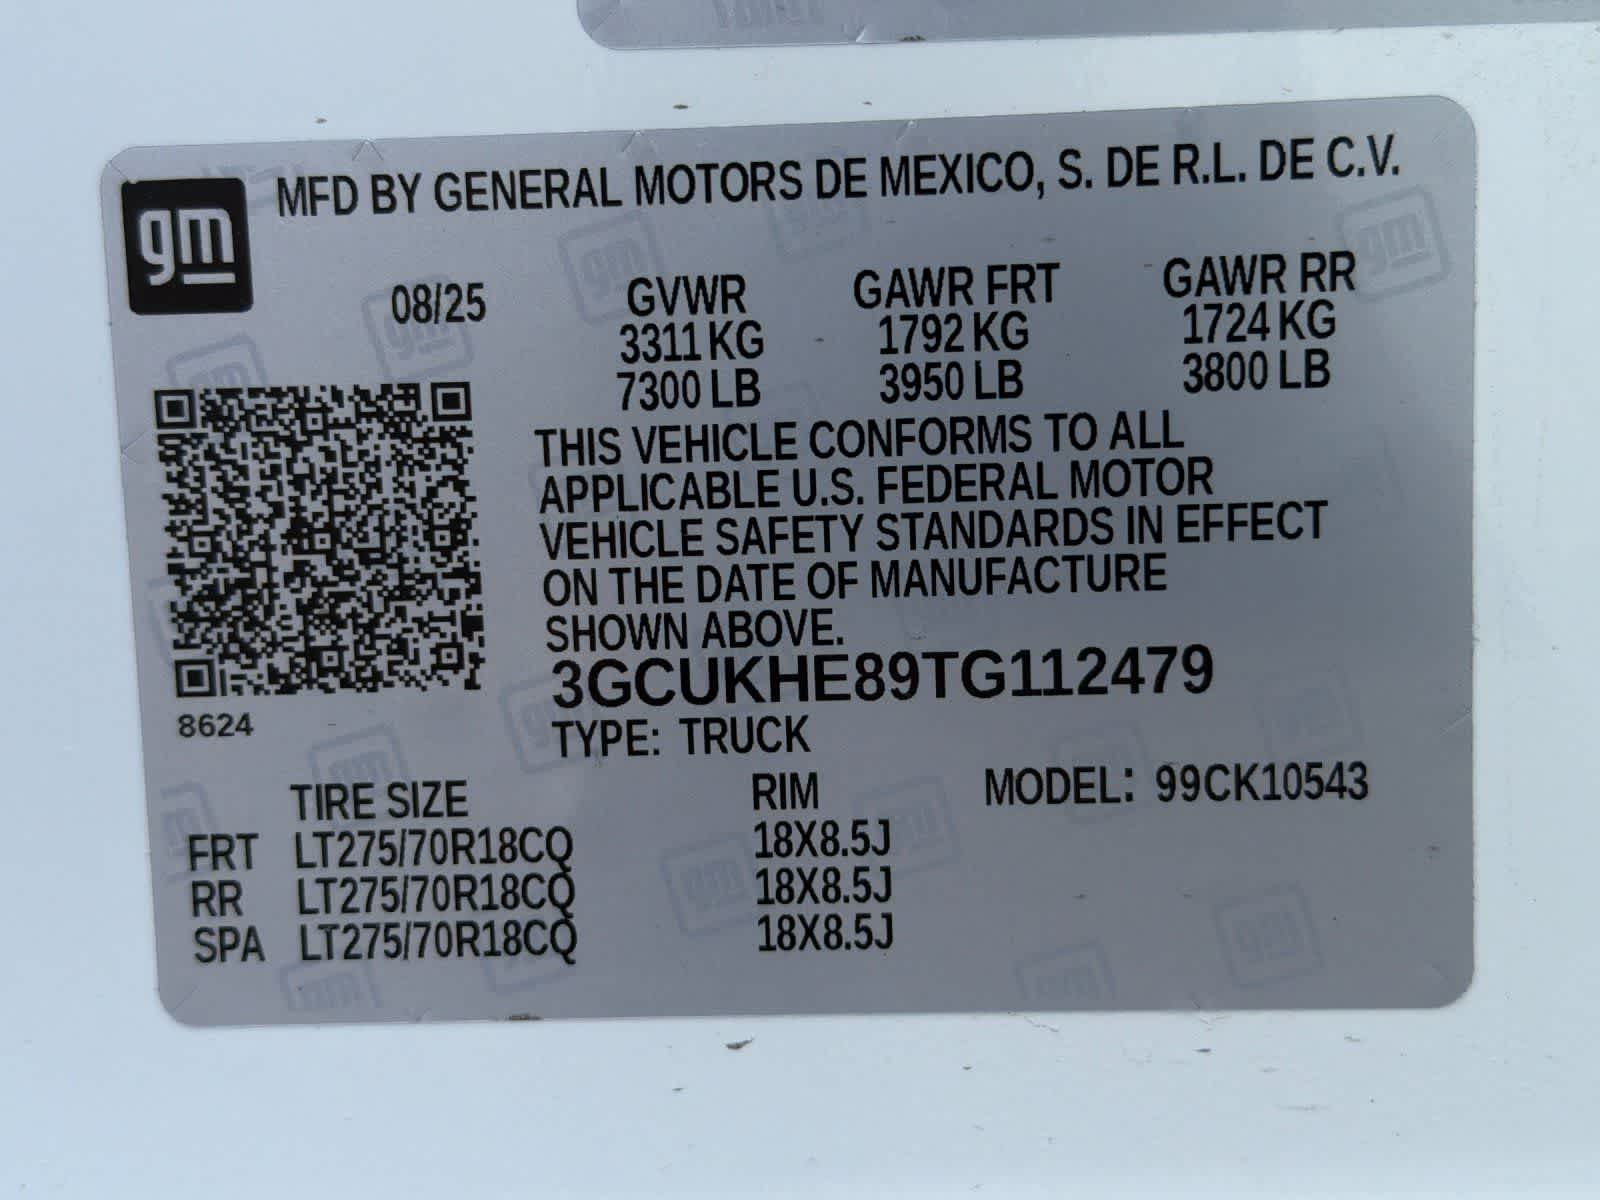 MFD BY GENERAL MOTORS DE MEXICO, S. DE R.L. DE C.V.
gm
08/25 GVWR GAWR FRT GAWR RR
3311 KG 1792 KG 1724 KG
7300 LB 3950 LB 3800 LB
THIS VEHICLE CONFORMS TO ALL
APPLICABLE U.S. FEDERAL MOTOR
VEHICLE SAFETY STANDARDS IN EFFECT
ON THE DATE OF MANUFACTURE
SHOWN ABOVE.
3GCUKHE89TG112479
8624
TYPE: TRUCK
TIRE SIZE RIM MODEL: 99CK10543
FRT LT275/70R18CQ 18X8.5J
RR LT275/70R18CQ 18X8.5J
SPA LT275/70R18CQ 18X8.5J